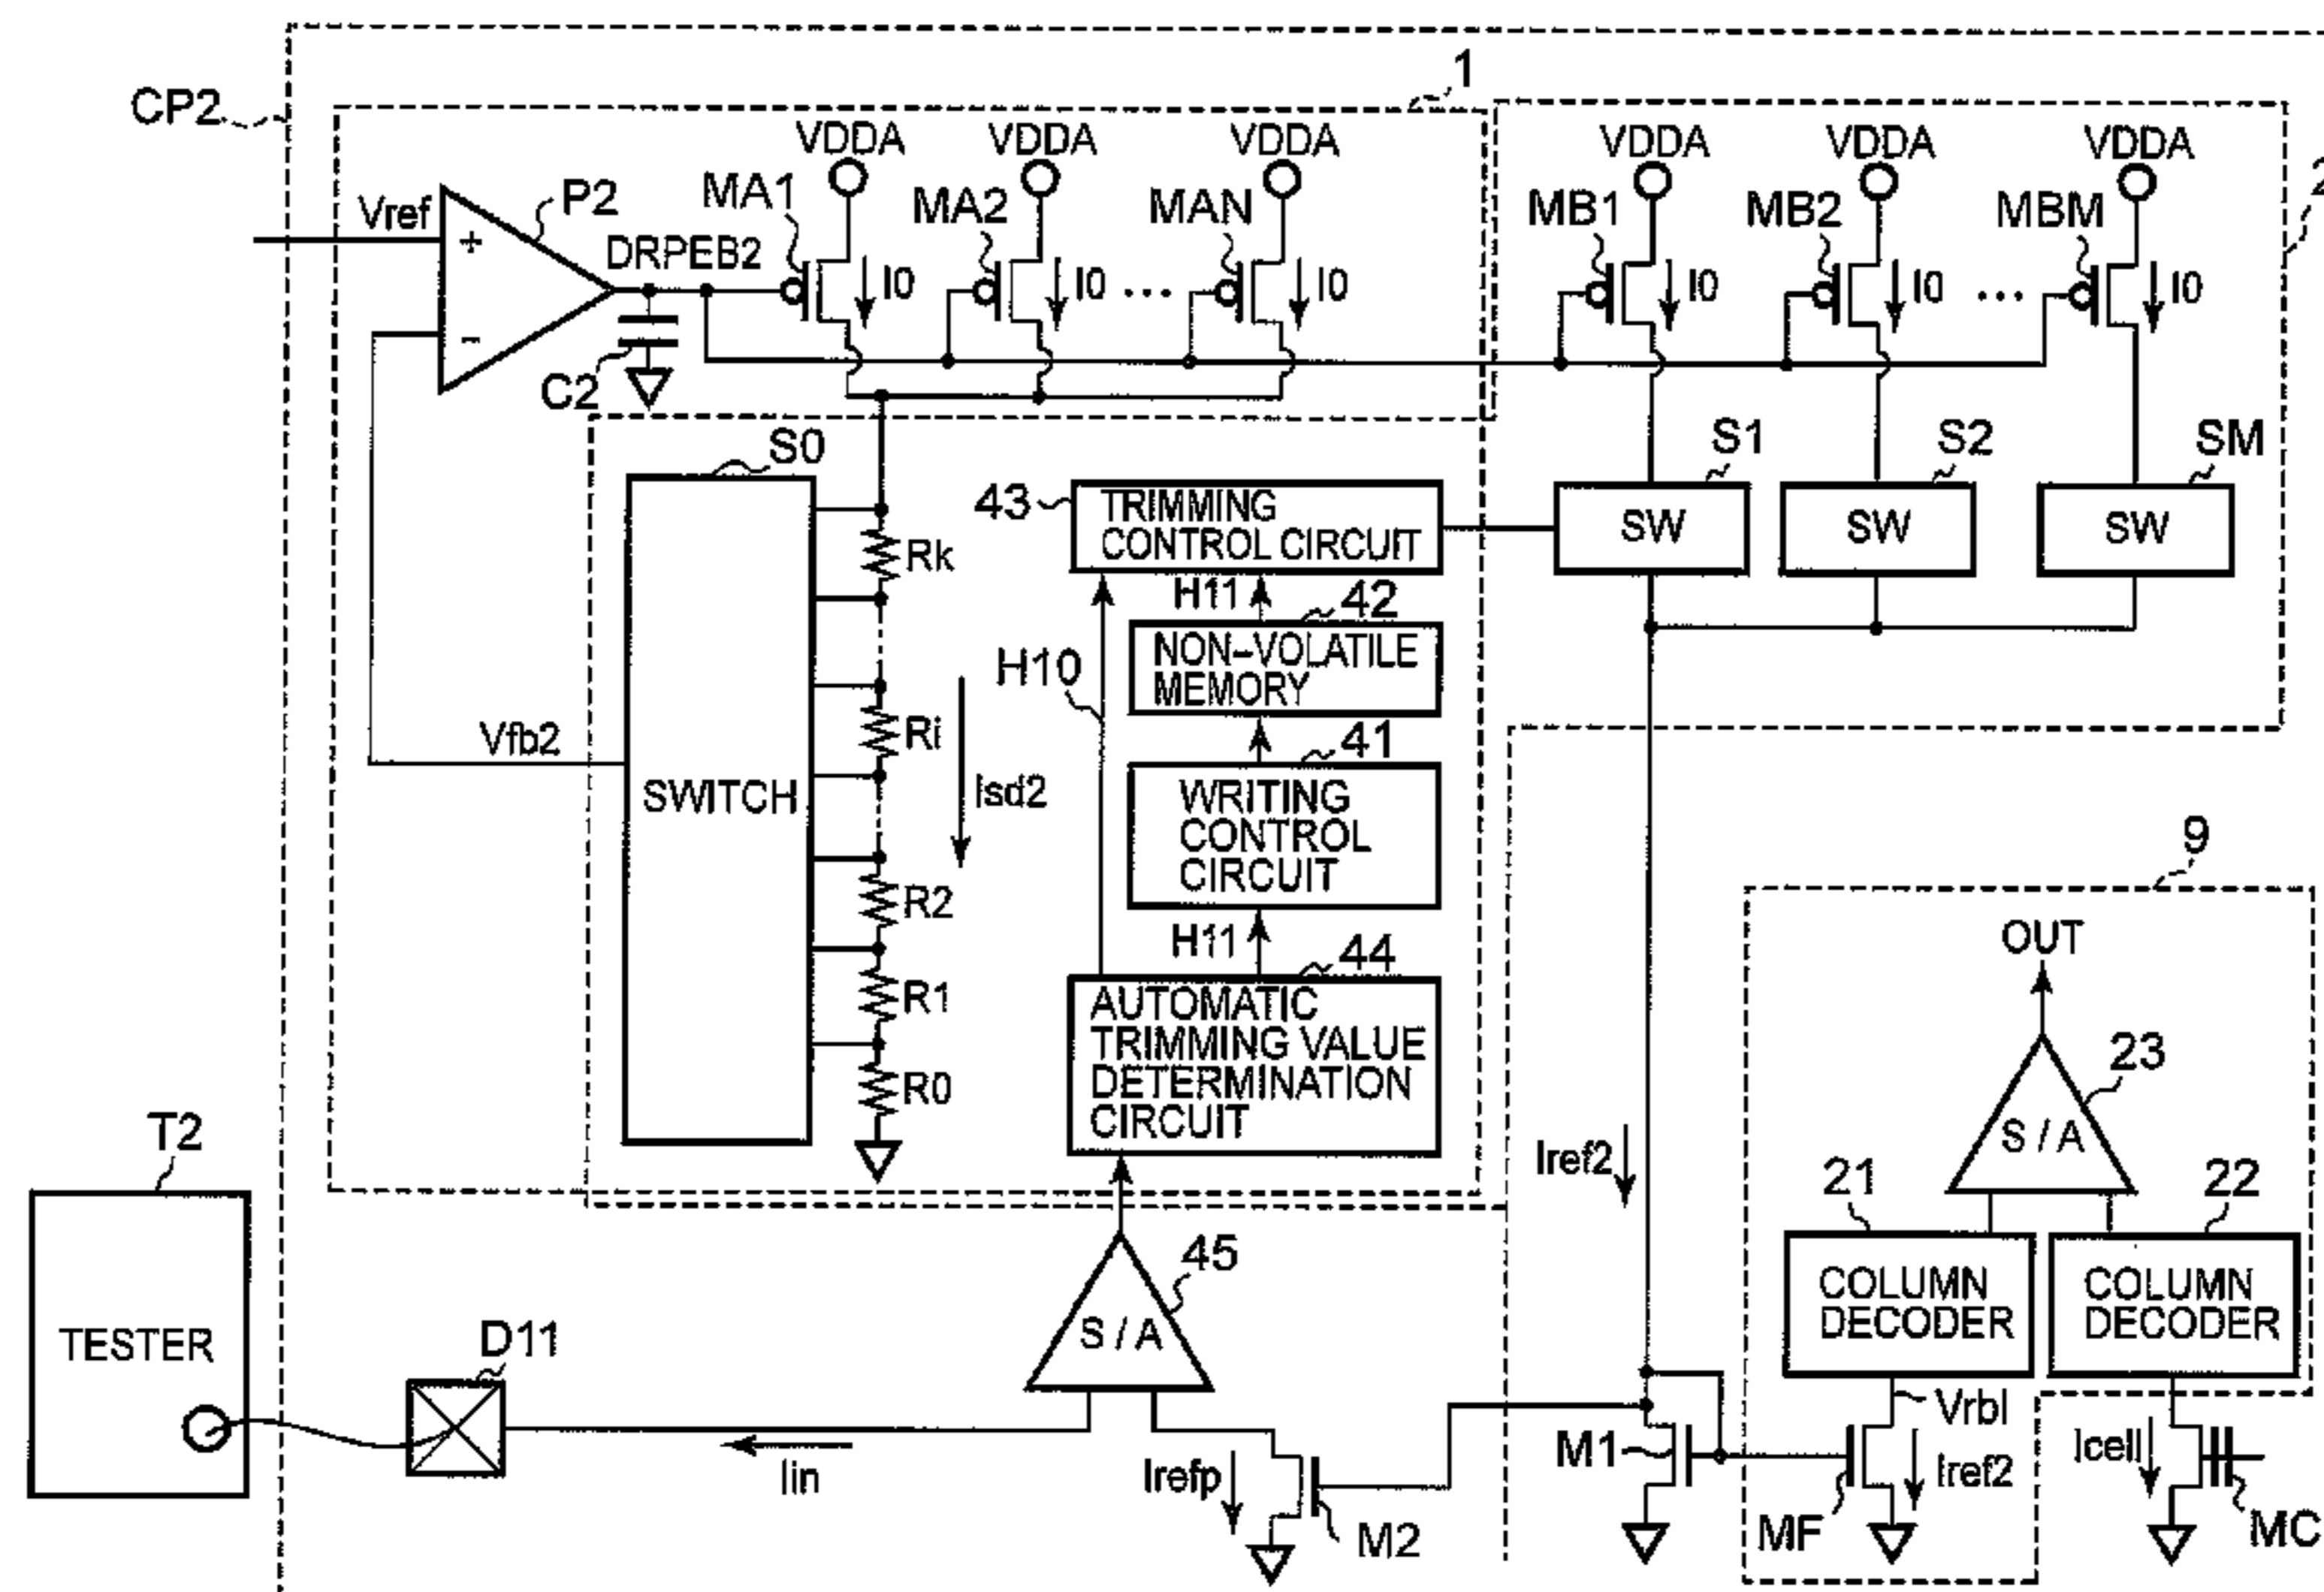 1
CP2
VDDA
VDDA
VDDA
VDDA
VDDA
VDDA
2
Vref
P2
MA1
MA2
MAN
MB1
MB2
MBM
+
DRPEB2
I0
I0
...
I0
I0
I0
...
I0
−
C2
S0
S1
S2
SM
43
TRIMMING
CONTROL CIRCUIT
SW
SW
SW
Rk
H11
42
H10
NON-VOLATILE
MEMORY
Ri
Vfb2
41
SWITCH
Isd2
WRITING
CONTROL
CIRCUIT
9
R2
H11
44
OUT
R1
AUTOMATIC
TRIMMING VALUE
DETERMINATION
CIRCUIT
23
R0
S / A
T2
Iref2
21
22
45
COLUMN
DECODER
COLUMN
DECODER
TESTER
D11
S / A
Vrbl
Iin
Irefp
M1
Iref2
Icell
M2
MF
MC